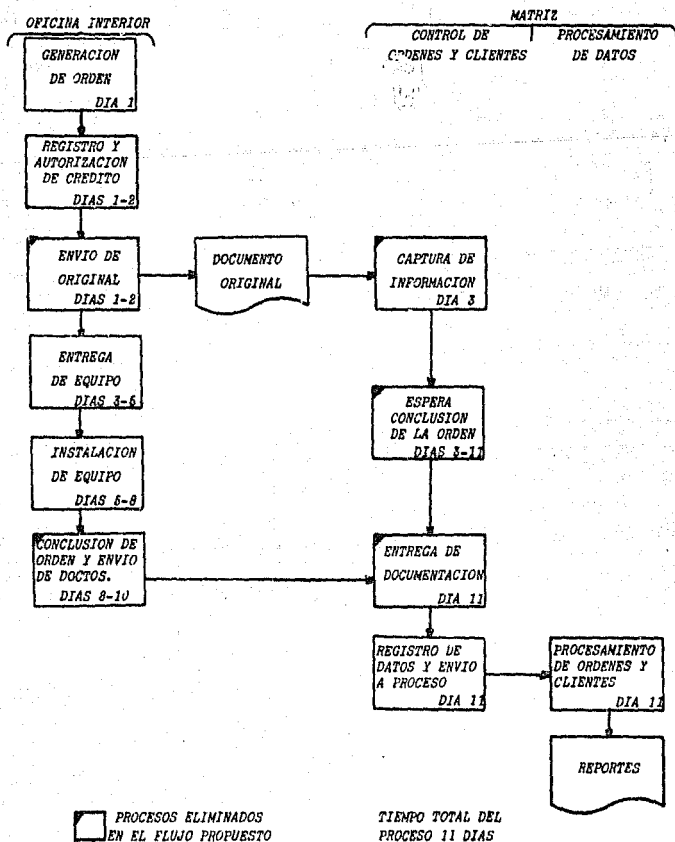 OFICINA INTERIOR
MATRIZ
CONTROL DE
ORDENES Y CLIENTES
PROCESAMIENTO
DE DATOS
GENERACION
DE ORDEN
DIA 1
REGISTRO Y
AUTORIZACION
DE CREDITO
DIAS 1-2
ENVIO DE
ORIGINAL
DIAS 1-2
DOCUMENTO
ORIGINAL
CAPTURA DE
INFORMACION
DIA 3
ENTREGA
DE EQUIPO
DIAS 3-5
ESPERA
CONCLUSION
DE LA ORDEN
DIAS 3-11
INSTALACION
DE EQUIPO
DIAS 5-8
CONCLUSION DE
ORDEN Y ENVIO
DE DOCTOS.
DIAS 8-10
ENTREGA DE
DOCUMENTACION
DIA 11
REGISTRO DE
DATOS Y ENVIO
A PROCESO
DIA 11
PROCESAMIENTO
DE ORDENES Y
CLIENTES
DIA 11
REPORTES
PROCESOS ELIMINADOS
EN EL FLUJO PROPUESTO
TIEMPO TOTAL DEL
PROCESO 11 DIAS